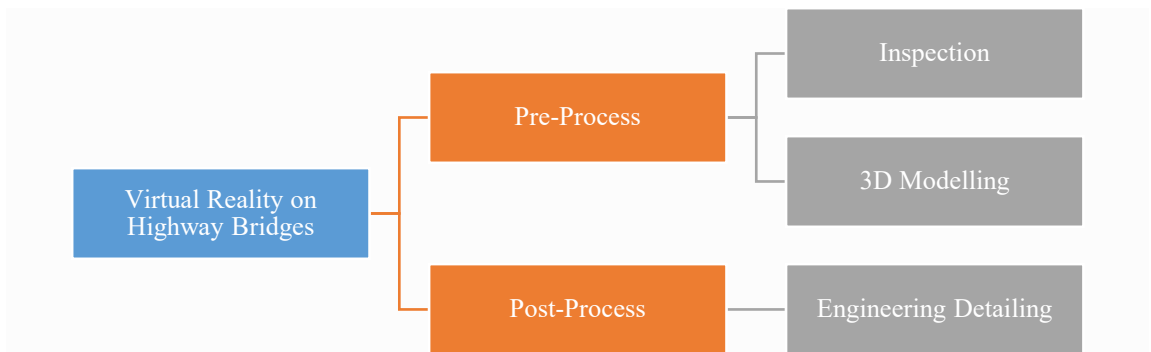 Virtual Reality on
Highway Bridges
Pre-Process
Inspection
3D Modelling
Post-Process
Engineering Detailing